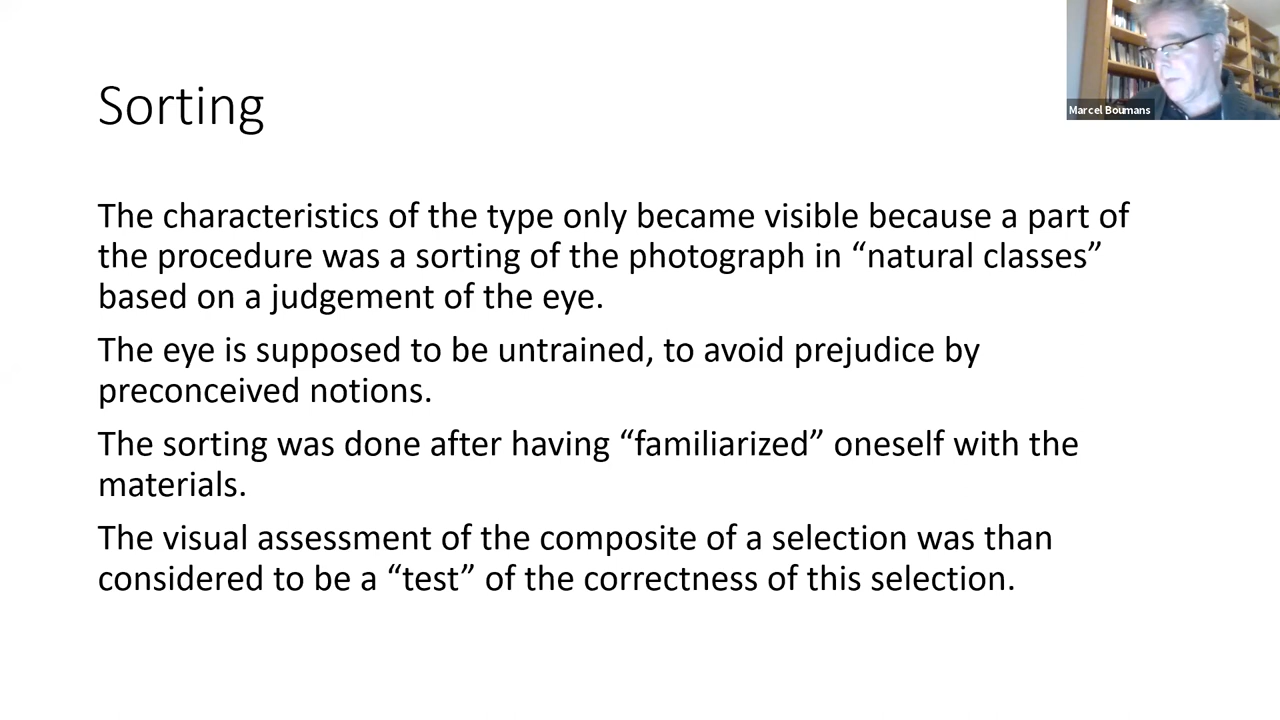 Marcel Boumans
Sorting
The characteristics of the type only became visible because a part of
the procedure was a sorting of the photograph in “natural classes”
based on a judgement of the eye.
The eye is supposed to be untrained, to avoid prejudice by
preconceived notions.
The sorting was done after having “familiarized” oneself with the
materials.
The visual assessment of the composite of a selection was than
considered to be a “test” of the correctness of this selection.